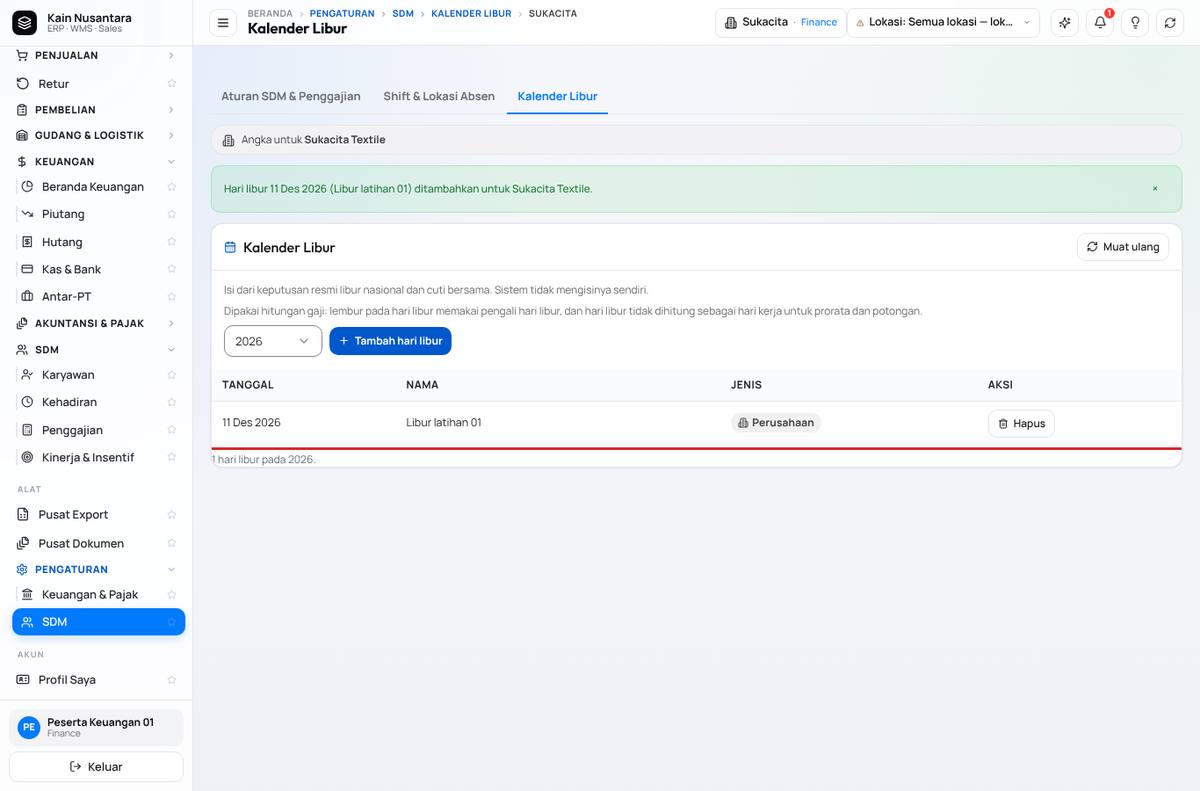 Kain Nusantara
ERP · WMS · Sales
PENJUALAN
Retur
PEMBELIAN
GUDANG & LOGISTIK
KEUANGAN
Beranda Keuangan
Piutang
Hutang
Kas & Bank
Antar-PT
AKUNTANSI & PAJAK
SDM
Karyawan
Kehadiran
Penggajian
Kinerja & Insentif
ALAT
Pusat Export
Pusat Dokumen
PENGATURAN
Keuangan & Pajak
SDM
AKUN
Profil Saya
PE
Peserta Keuangan 01
Finance
Keluar
BERANDA > PENGATURAN > SDM > KALENDER LIBUR > SUKACITA
Kalender Libur
Sukacita · Finance
Lokasi: Semua lokasi — lok...
1
Aturan SDM & Penggajian
Shift & Lokasi Absen
Kalender Libur
Angka untuk Sukacita Textile
Hari libur 11 Des 2026 (Libur latihan 01) ditambahkan untuk Sukacita Textile.
×
Kalender Libur
Muat ulang
Isi dari keputusan resmi libur nasional dan cuti bersama. Sistem tidak mengisinya sendiri.
Dipakai hitungan gaji: lembur pada hari libur memakai pengali hari libur, dan hari libur tidak dihitung sebagai hari kerja untuk prorata dan potongan.
2026
+ Tambah hari libur
TANGGAL NAMA JENIS AKSI
11 Des 2026 Libur latihan 01 Perusahaan Hapus
1 hari libur pada 2026.